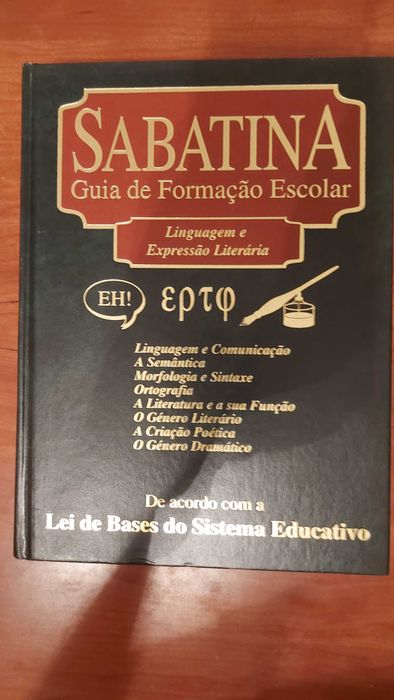 SABATINA
Guia de Formação Escolar
Linguagem e
Expressão Literária
EH! ερτφ
Linguagem e Comunicação
A Semântica
Morfologia e Sintaxe
Ortografia
A Literatura e a sua Função
O Género Literário
A Criação Poética
O Género Dramático
De acordo com a
Lei de Bases do Sistema Educativo